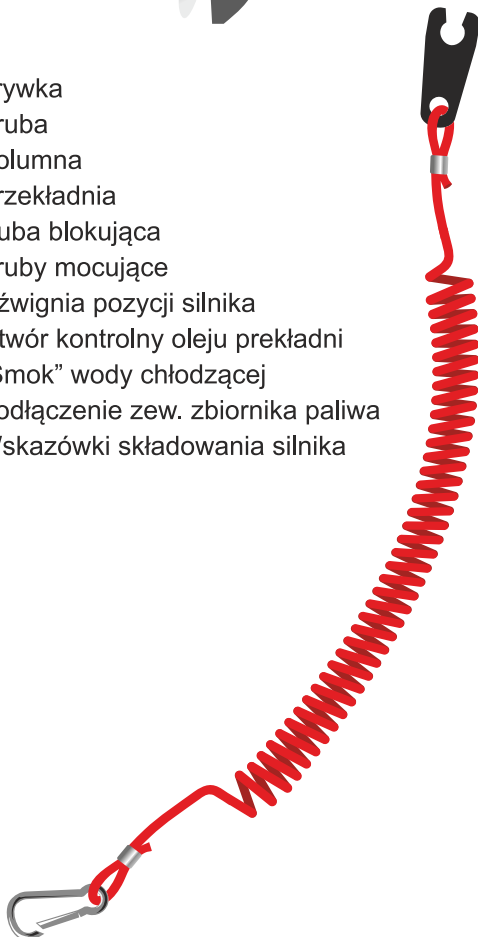 rywka
ruba
olumna
rzekładnia
uba blokująca
ruby mocujące
źwignia pozycji silnika
twór kontrolny oleju prekładni
Smok” wody chłodzącej
odłączenie zew. zbiornika paliwa
skazówki składowania silnika